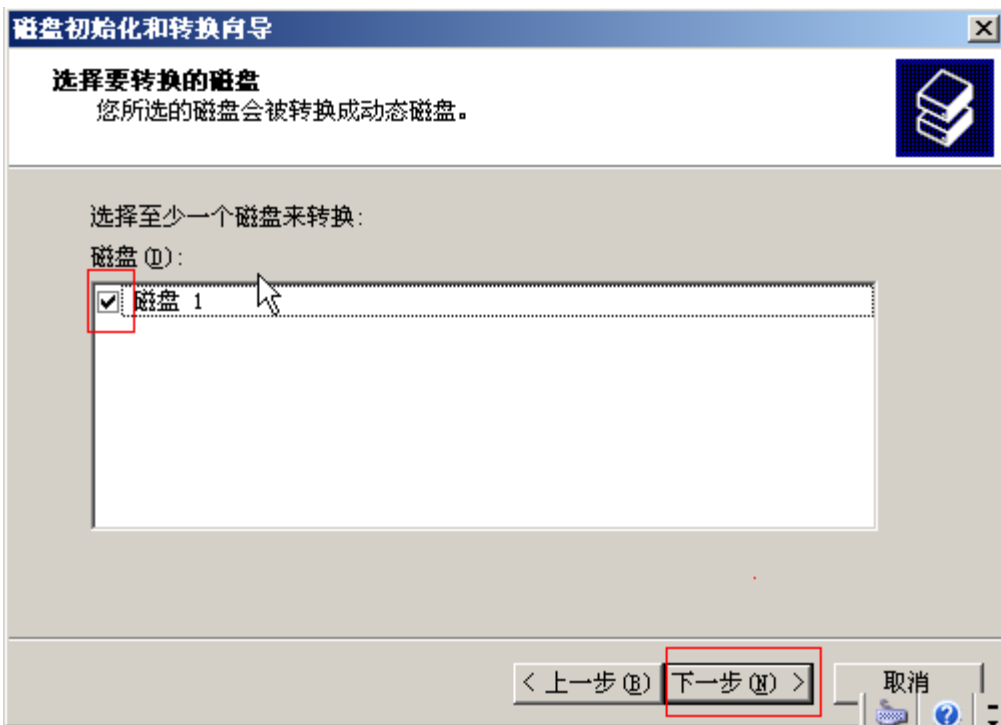 磁盘初始化和转换向导
选择要转换的磁盘
您所选的磁盘会被转换成动态磁盘。
选择至少一个磁盘来转换:
磁盘(D):
磁盘 1
< 上一步(B) 下一步(N) > 取消